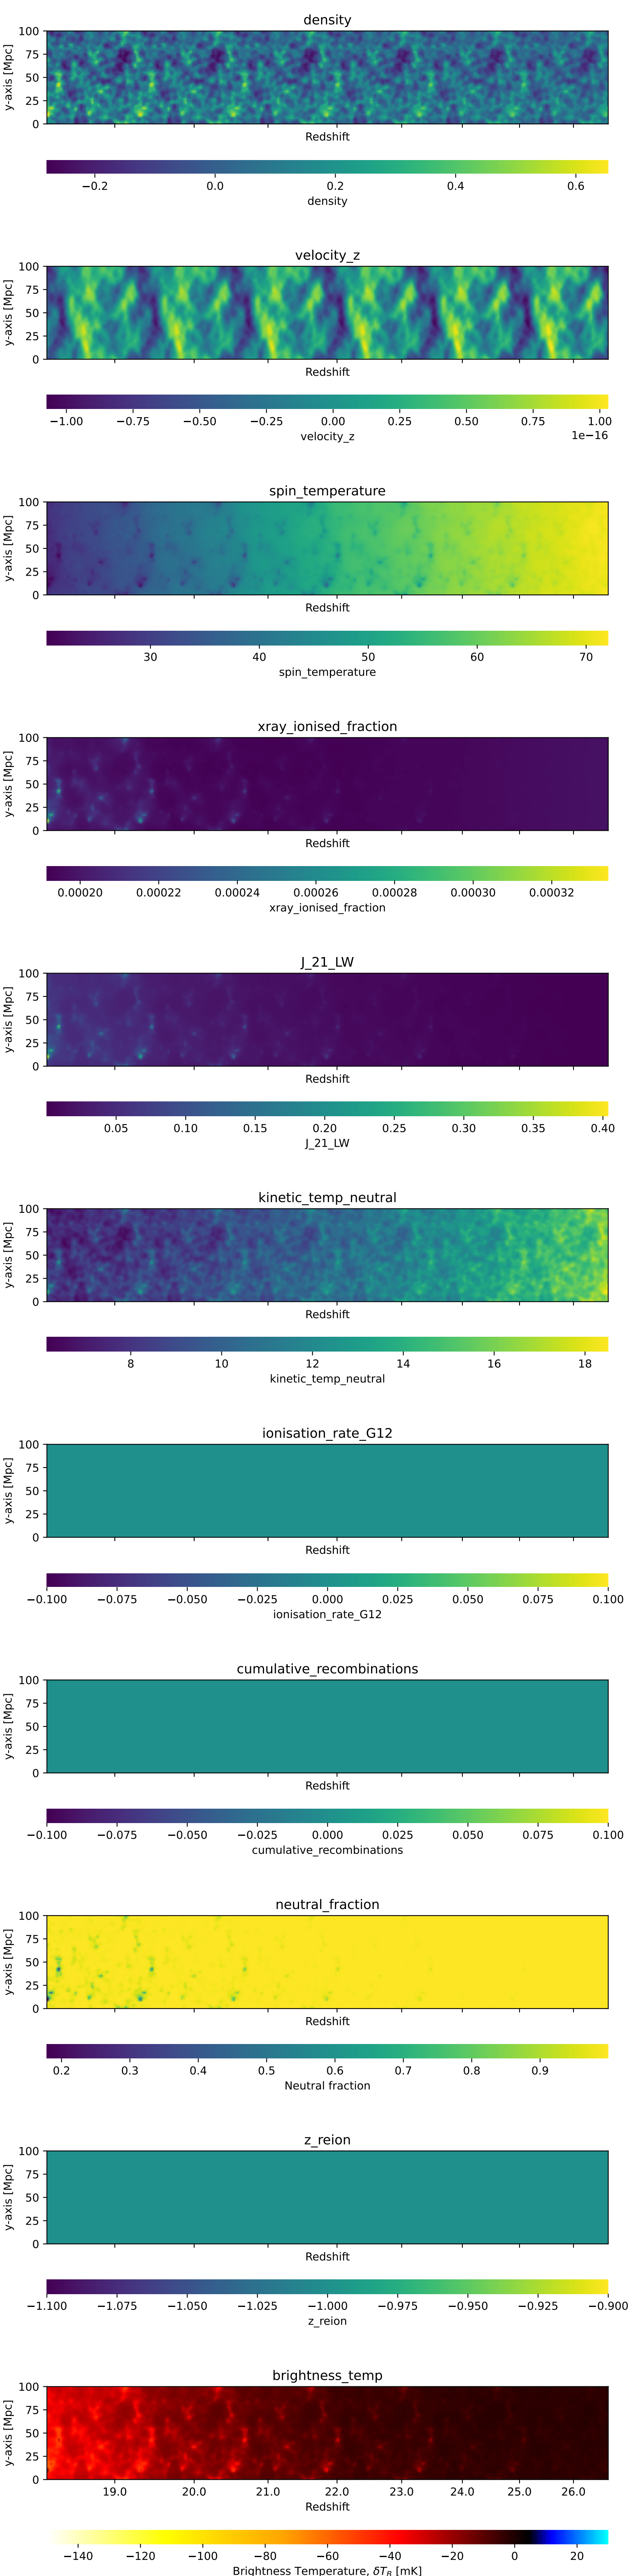 density
100
75
50
25
0
y-axis [Mpc]
Redshift
−0.2 0.0 0.2 0.4 0.6
density
velocity_z
100
75
50
25
0
y-axis [Mpc]
Redshift
−1.00 −0.75 −0.50 −0.25 0.00 0.25 0.50 0.75 1.00
1e−16
velocity_z
spin_temperature
100
75
50
25
0
y-axis [Mpc]
Redshift
30 40 50 60 70
spin_temperature
xray_ionised_fraction
100
75
50
25
0
y-axis [Mpc]
Redshift
0.00020 0.00022 0.00024 0.00026 0.00028 0.00030 0.00032
xray_ionised_fraction
J_21_LW
100
75
50
25
0
y-axis [Mpc]
Redshift
0.05 0.10 0.15 0.20 0.25 0.30 0.35 0.40
J_21_LW
kinetic_temp_neutral
100
75
50
25
0
y-axis [Mpc]
Redshift
8 10 12 14 16 18
kinetic_temp_neutral
ionisation_rate_G12
100
75
50
25
0
y-axis [Mpc]
Redshift
−0.100 −0.075 −0.050 −0.025 0.000 0.025 0.050 0.075 0.100
ionisation_rate_G12
cumulative_recombinations
100
75
50
25
0
y-axis [Mpc]
Redshift
−0.100 −0.075 −0.050 −0.025 0.000 0.025 0.050 0.075 0.100
cumulative_recombinations
neutral_fraction
100
75
50
25
0
y-axis [Mpc]
Redshift
0.2 0.3 0.4 0.5 0.6 0.7 0.8 0.9
Neutral fraction
z_reion
100
75
50
25
0
y-axis [Mpc]
Redshift
−1.100 −1.075 −1.050 −1.025 −1.000 −0.975 −0.950 −0.925 −0.900
z_reion
brightness_temp
100
75
50
25
0
y-axis [Mpc]
19.0 20.0 21.0 22.0 23.0 24.0 25.0 26.0
Redshift
−140 −120 −100 −80 −60 −40 −20 0 20
Brightness Temperature, δT_B [mK]